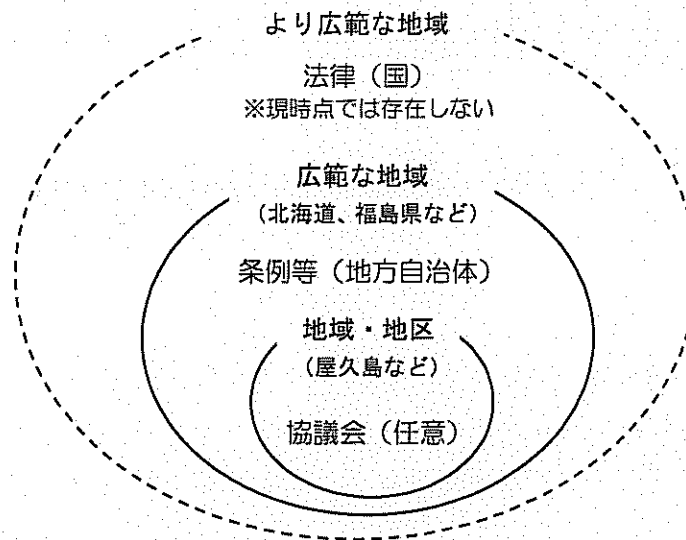 より広範な地域
法律（国）
※現時点では存在しない
広範な地域
（北海道、福島県など）
条例等（地方自治体）
地域・地区
（屋久島など）
協議会（任意）